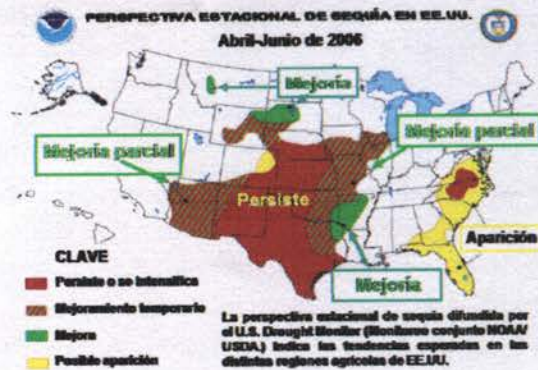 PERSPECTIVA ESTACIONAL DE SEQUÍA EN EE.UU.
Abril-Junio de 2006
Mejoría
Mejoría parcial
Mejoría parcial
Persiste
Aparición
Mejoría
CLAVE
Persiste o se intensifica
Mejoramiento temporario
Mejora
Posible aparición
La perspectiva estacional de sequía difundida por
el U.S. Drought Monitor (Monitoreo conjunto NOAA/
USDA) indica las tendencias esperadas en las
distintas regiones agrícolas de EE.UU.